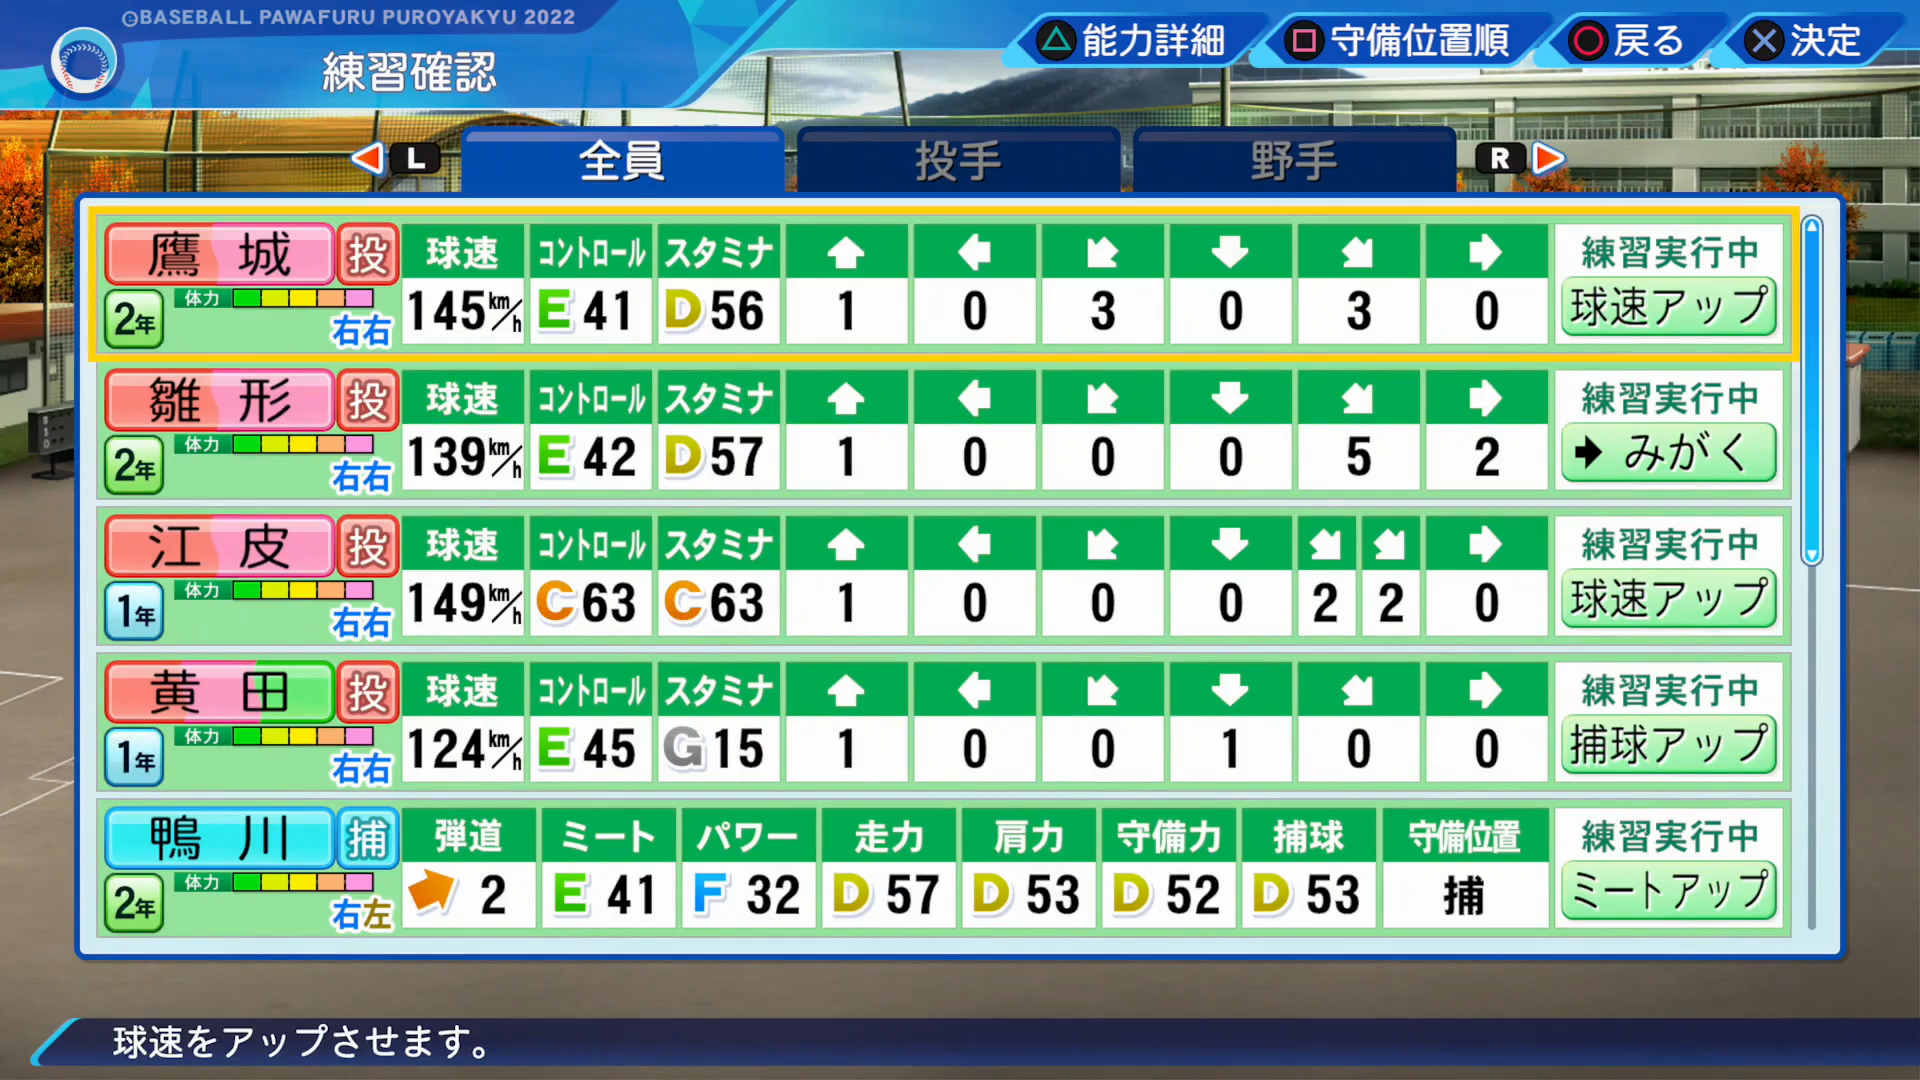 eBASEBALL PAWAFURU PUROYAKYU 2022
練習確認
能力詳細 守備位置順 戻る 決定
L 全員 投手 野手 R
鷹城 投 球速 コントロール スタミナ 練習実行中
2年 体力 右右 145km/h E 41 D 56 1 0 3 0 3 0 球速アップ
雛形 投 球速 コントロール スタミナ 練習実行中
2年 体力 右右 139km/h E 42 D 57 1 0 0 0 5 2 みがく
江皮 投 球速 コントロール スタミナ 練習実行中
1年 体力 右右 149km/h C 63 C 63 1 0 0 0 2 2 0 球速アップ
黄田 投 球速 コントロール スタミナ 練習実行中
1年 体力 右右 124km/h E 45 G 15 1 0 0 1 0 0 捕球アップ
鴨川 捕 弾道 ミート パワー 走力 肩力 守備力 捕球 守備位置 練習実行中
2年 体力 右左 2 E 41 F 32 D 57 D 53 D 52 D 53 捕 ミートアップ
球速をアップさせます。